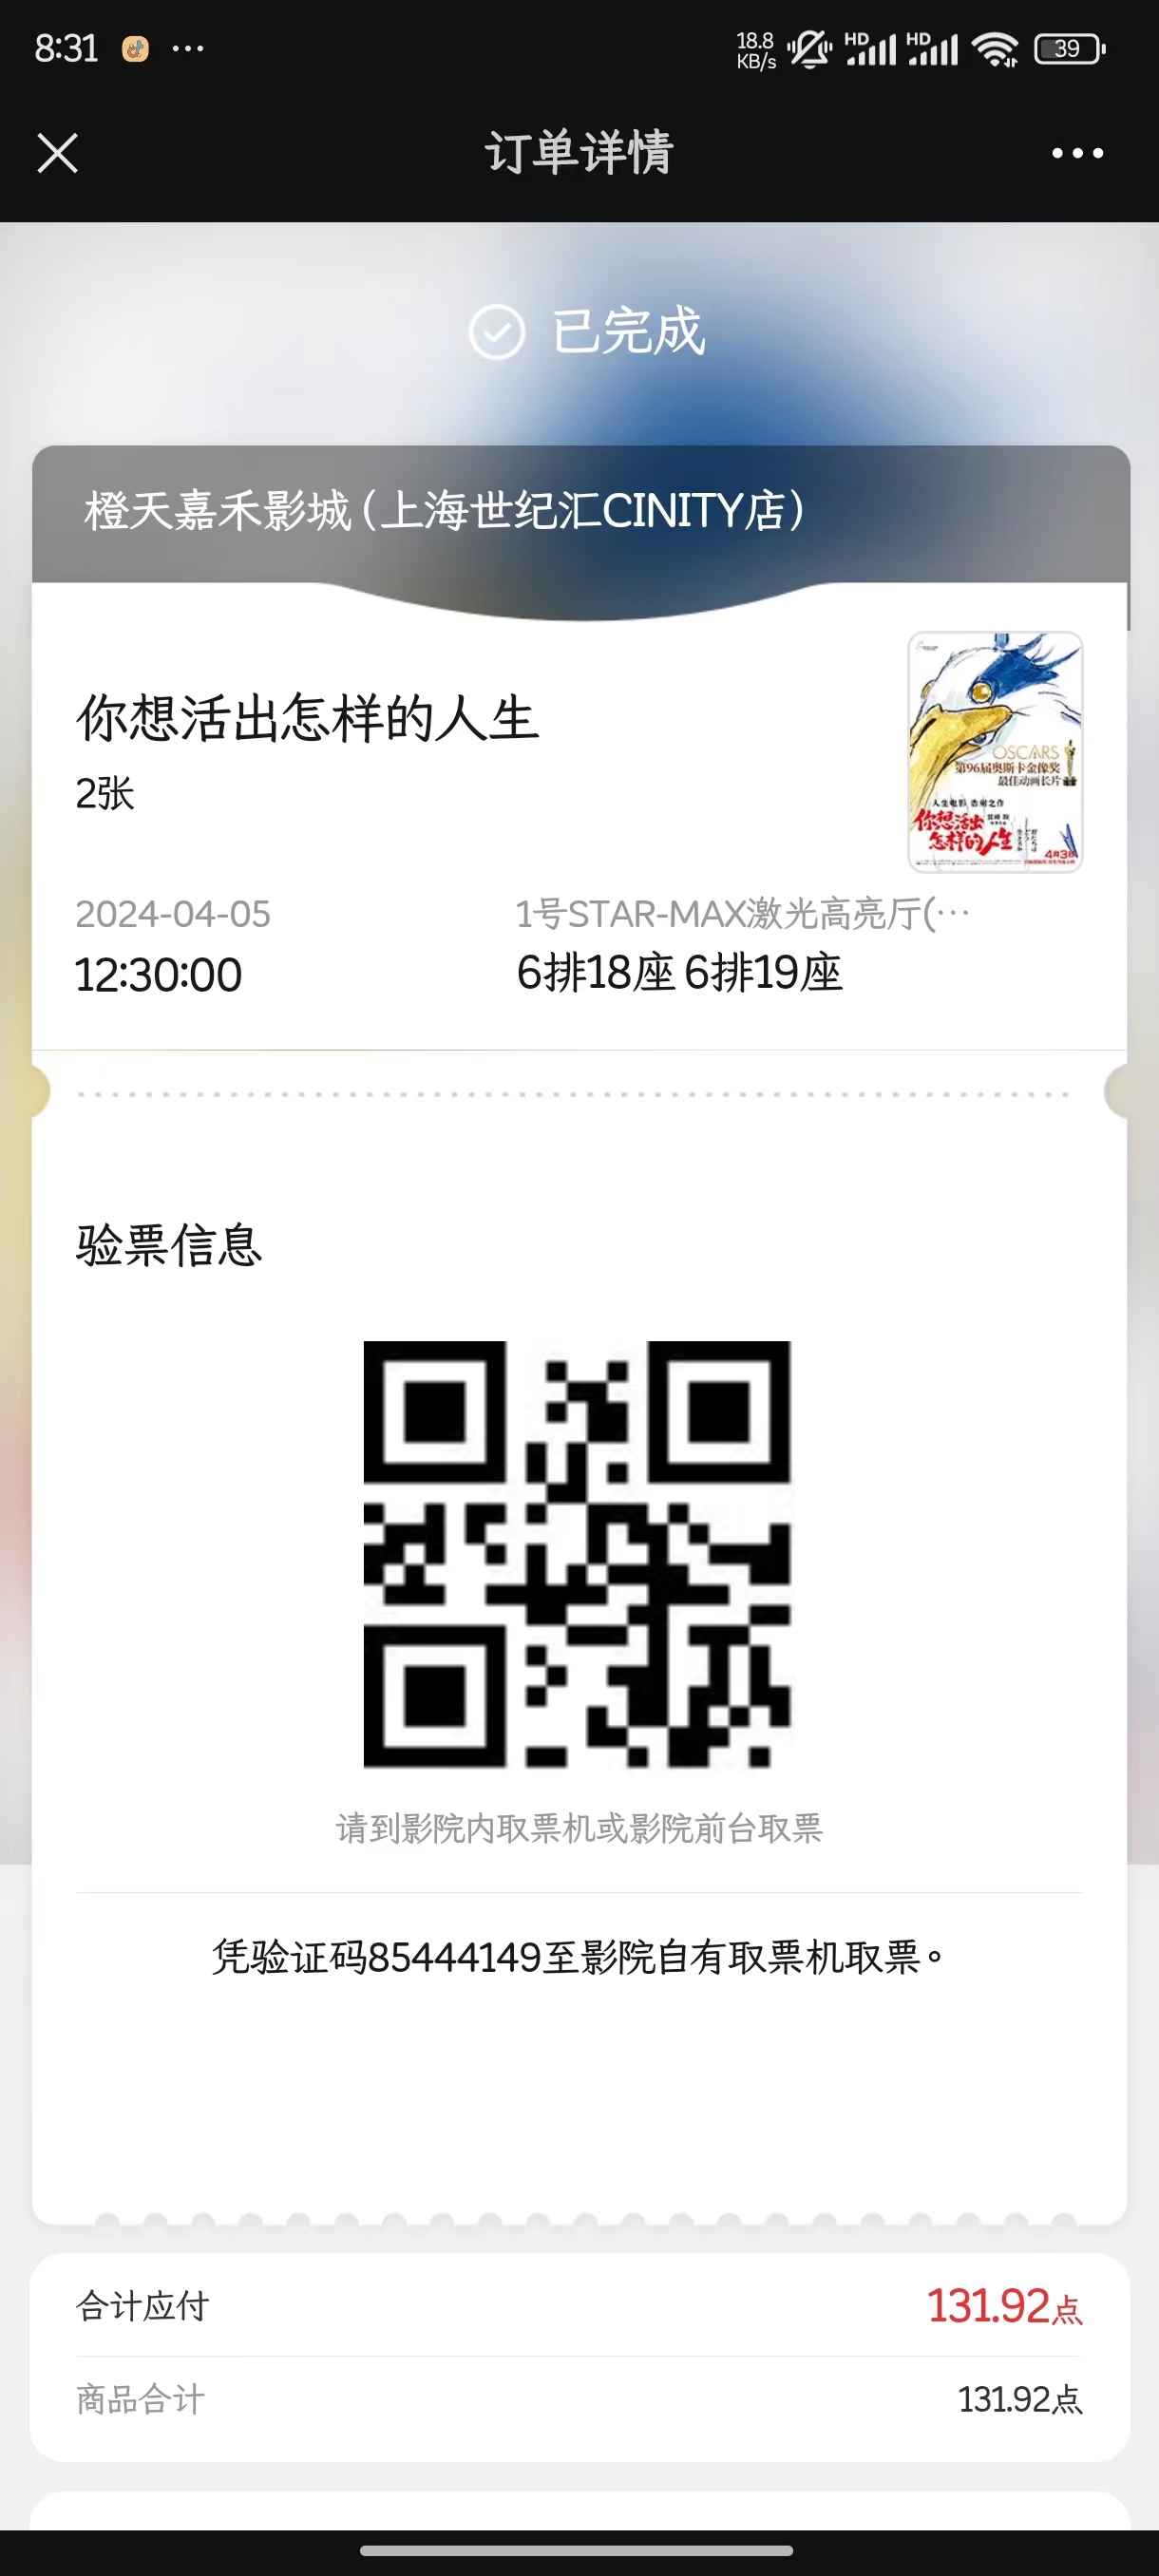 8:31
18.8
KB/s
HD
HD
39
订单详情
已完成
橙天嘉禾影城(上海世纪汇CINITY店)
你想活出怎样的人生
2张
OSCARS
第96届奥斯卡金像奖
最佳动画长片
你想活出
怎样的人生
4月3日
2024-04-05
1号STAR-MAX激光高亮厅(…
12:30:00
6排18座 6排19座
验票信息
请到影院内取票机或影院前台取票
凭验证码85444149至影院自有取票机取票。
合计应付
131.92点
商品合计
131.92点